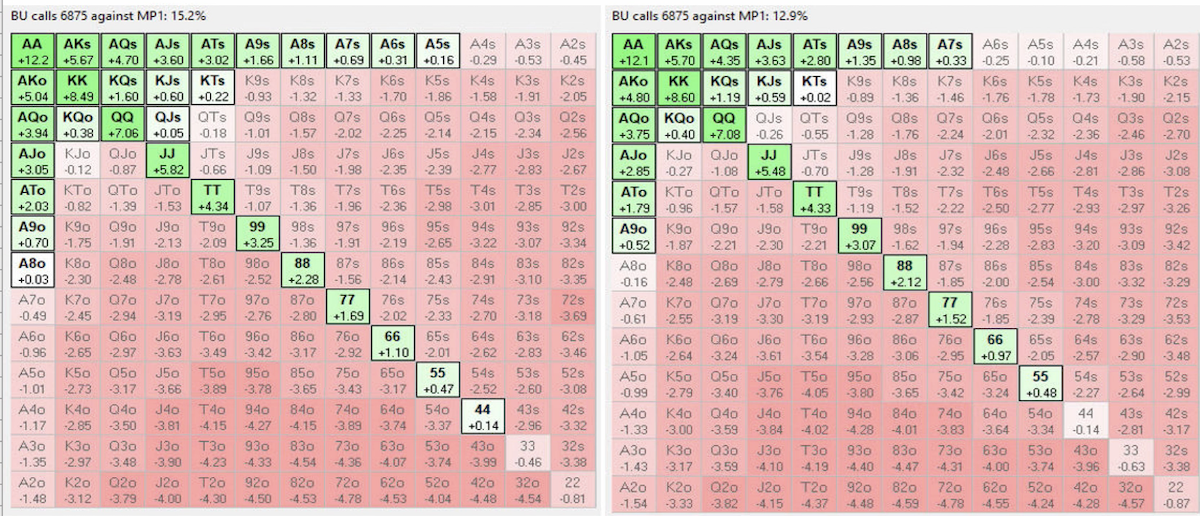 BU calls 6875 against MP1: 15.2%
AA AKs AQs AJs ATs A9s A8s A7s A6s A5s A4s A3s A2s
+12.2 +5.67 +4.70 +3.60 +3.02 +1.66 +1.11 +0.69 +0.31 +0.16 -0.29 -0.53 -0.45
AKo KK KQs KJs KTs K9s K8s K7s K6s K5s K4s K3s K2s
+5.04 +8.49 +1.60 +0.60 +0.22 -0.93 -1.32 -1.33 -1.70 -1.86 -1.58 -1.91 -2.05
AQo KQo QQ QJs QTs Q9s Q8s Q7s Q6s Q5s Q4s Q3s Q2s
+3.94 +0.38 +7.06 +0.05 -0.18 -1.01 -1.57 -2.02 -2.25 -2.14 -2.15 -2.34 -2.56
AJo KJo QJo JJ JTs J9s J8s J7s J6s J5s J4s J3s J2s
+3.05 -0.12 -0.87 +5.82 -0.66 -1.09 -1.50 -1.98 -2.35 -2.39 -2.77 -2.83 -2.67
ATo KTo QTo JTo TT T9s T8s T7s T6s T5s T4s T3s T2s
+2.03 -0.82 -1.39 -1.53 +4.34 -1.07 -1.36 -1.96 -2.36 -2.98 -3.01 -2.85 -3.00
A9o K9o Q9o J9o T9o 99 98s 97s 96s 95s 94s 93s 92s
+0.70 -1.75 -1.91 -2.13 -2.09 +3.25 -1.36 -1.91 -2.19 -2.65 -3.22 -3.07 -3.34
A8o K8o Q8o J8o T8o 98o 88 87s 86s 85s 84s 83s 82s
+0.03 -2.30 -2.48 -2.78 -2.61 -2.52 +2.28 -1.56 -2.14 -2.43 -2.91 -3.10 -3.35
A7o K7o Q7o J7o T7o 97o 87o 77 76s 75s 74s 73s 72s
-0.49 -2.45 -2.94 -3.19 -2.95 -2.76 -2.80 +1.69 -2.02 -2.33 -2.70 -3.18 -3.69
A6o K6o Q6o J6o T6o 96o 86o 76o 66 65s 64s 63s 62s
-0.96 -2.65 -2.97 -3.63 -3.49 -3.42 -3.17 -2.92 +1.10 -2.01 -2.62 -2.83 -3.46
A5o K5o Q5o J5o T5o 95o 85o 75o 65o 55 54s 53s 52s
-1.01 -2.73 -3.17 -3.66 -3.89 -3.78 -3.65 -3.43 -3.17 +0.47 -2.52 -2.60 -3.08
A4o K4o Q4o J4o T4o 94o 84o 74o 64o 54o 44 43s 42s
-1.17 -2.85 -3.50 -3.81 -4.15 -4.27 -4.15 -3.89 -3.74 -3.37 +0.14 -2.96 -3.32
A3o K3o Q3o J3o T3o 93o 83o 73o 63o 53o 43o 33 32s
-1.35 -2.97 -3.48 -3.90 -4.23 -4.33 -4.54 -4.36 -4.07 -3.74 -3.99 -0.46 -3.38
A2o K2o Q2o J2o T2o 92o 82o 72o 62o 52o 42o 32o 22
-1.48 -3.12 -3.79 -4.00 -4.30 -4.50 -4.53 -4.78 -4.53 -4.04 -4.48 -4.54 -0.81
BU calls 6875 against MP1: 12.9%
AA AKs AQs AJs ATs A9s A8s A7s A6s A5s A4s A3s A2s
+12.1 +5.70 +4.35 +3.63 +2.80 +1.35 +0.98 +0.33 -0.25 -0.10 -0.21 -0.58 -0.53
AKo KK KQs KJs KTs K9s K8s K7s K6s K5s K4s K3s K2s
+4.80 +8.60 +1.19 +0.59 +0.02 -0.89 -1.36 -1.46 -1.76 -1.78 -1.73 -1.90 -2.15
AQo KQo QQ QJs QTs Q9s Q8s Q7s Q6s Q5s Q4s Q3s Q2s
+3.75 +0.40 +7.08 -0.26 -0.55 -1.28 -1.76 -2.24 -2.01 -2.32 -2.36 -2.46 -2.70
AJo KJo QJo JJ JTs J9s J8s J7s J6s J5s J4s J3s J2s
+2.85 -0.27 -1.08 +5.48 -0.70 -1.28 -1.91 -2.32 -2.48 -2.66 -2.81 -2.86 -3.08
ATo KTo QTo JTo TT T9s T8s T7s T6s T5s T4s T3s T2s
+1.79 -0.96 -1.57 -1.58 +4.33 -1.19 -1.52 -2.22 -2.50 -2.77 -2.93 -2.97 -3.26
A9o K9o Q9o J9o T9o 99 98s 97s 96s 95s 94s 93s 92s
+0.52 -1.87 -2.21 -2.30 -2.21 +3.07 -1.62 -1.94 -2.28 -2.83 -3.20 -3.09 -3.42
A8o K8o Q8o J8o T8o 98o 88 87s 86s 85s 84s 83s 82s
-0.16 -2.48 -2.69 -2.79 -2.66 -2.56 +2.12 -1.85 -2.00 -2.54 -3.00 -3.32 -3.29
A7o K7o Q7o J7o T7o 97o 87o 77 76s 75s 74s 73s 72s
-0.61 -2.55 -3.19 -3.30 -3.19 -2.93 -2.87 +1.52 -1.85 -2.39 -2.78 -3.29 -3.53
A6o K6o Q6o J6o T6o 96o 86o 76o 66 65s 64s 63s 62s
-1.05 -2.64 -3.24 -3.61 -3.54 -3.28 -3.06 -2.95 +0.97 -2.05 -2.57 -2.90 -3.48
A5o K5o Q5o J5o T5o 95o 85o 75o 65o 55 54s 53s 52s
-0.99 -2.79 -3.40 -3.76 -4.05 -3.80 -3.65 -3.42 -3.24 +0.48 -2.27 -2.64 -2.99
A4o K4o Q4o J4o T4o 94o 84o 74o 64o 54o 44 43s 42s
-1.33 -3.00 -3.59 -3.84 -4.02 -4.28 -4.01 -3.83 -3.64 -3.34 -0.14 -2.81 -3.17
A3o K3o Q3o J3o T3o 93o 83o 73o 63o 53o 43o 33 32s
-1.43 -3.17 -3.59 -4.10 -4.19 -4.40 -4.47 -4.31 -4.00 -3.74 -3.96 -0.63 -3.38
A2o K2o Q2o J2o T2o 92o 82o 72o 62o 52o 42o 32o 22
-1.54 -3.33 -3.82 -4.15 -4.37 -4.48 -4.59 -4.78 -4.55 -4.24 -4.28 -4.57 -0.87